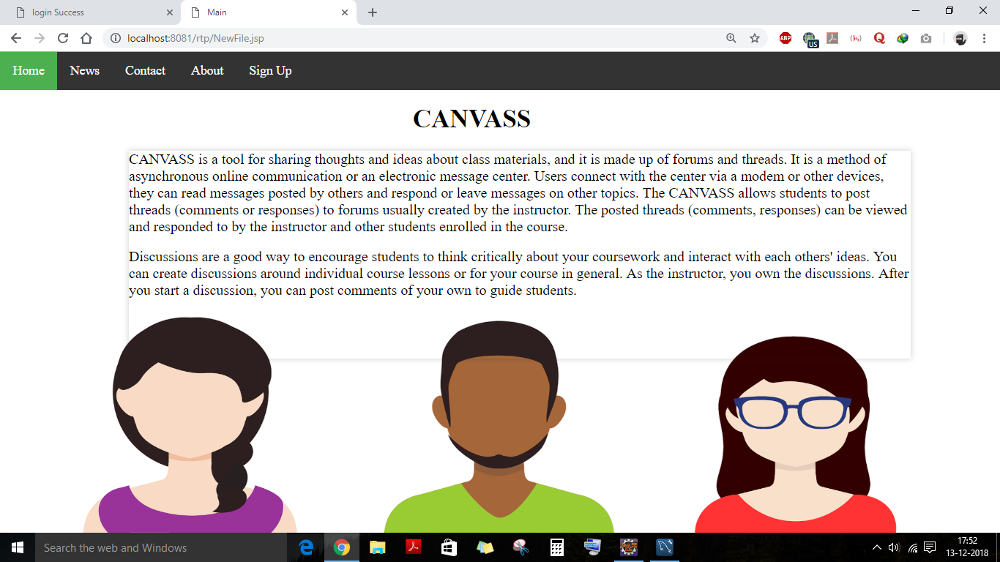 login Success
Main
localhost:8081/rtp/NewFile.jsp
ABP
US
Q
Home News Contact About Sign Up
CANVASS
CANVASS is a tool for sharing thoughts and ideas about class materials, and it is made up of forums and threads. It is a method of
asynchronous online communication or an electronic message center. Users connect with the center via a modem or other devices,
they can read messages posted by others and respond or leave messages on other topics. The CANVASS allows students to post
threads (comments or responses) to forums usually created by the instructor. The posted threads (comments, responses) can be viewed
and responded to by the instructor and other students enrolled in the course.
Discussions are a good way to encourage students to think critically about your coursework and interact with each others' ideas. You
can create discussions around individual course lessons or for your course in general. As the instructor, you own the discussions. After
you start a discussion, you can post comments of your own to guide students.
Search the web and Windows
17:52
13-12-2018